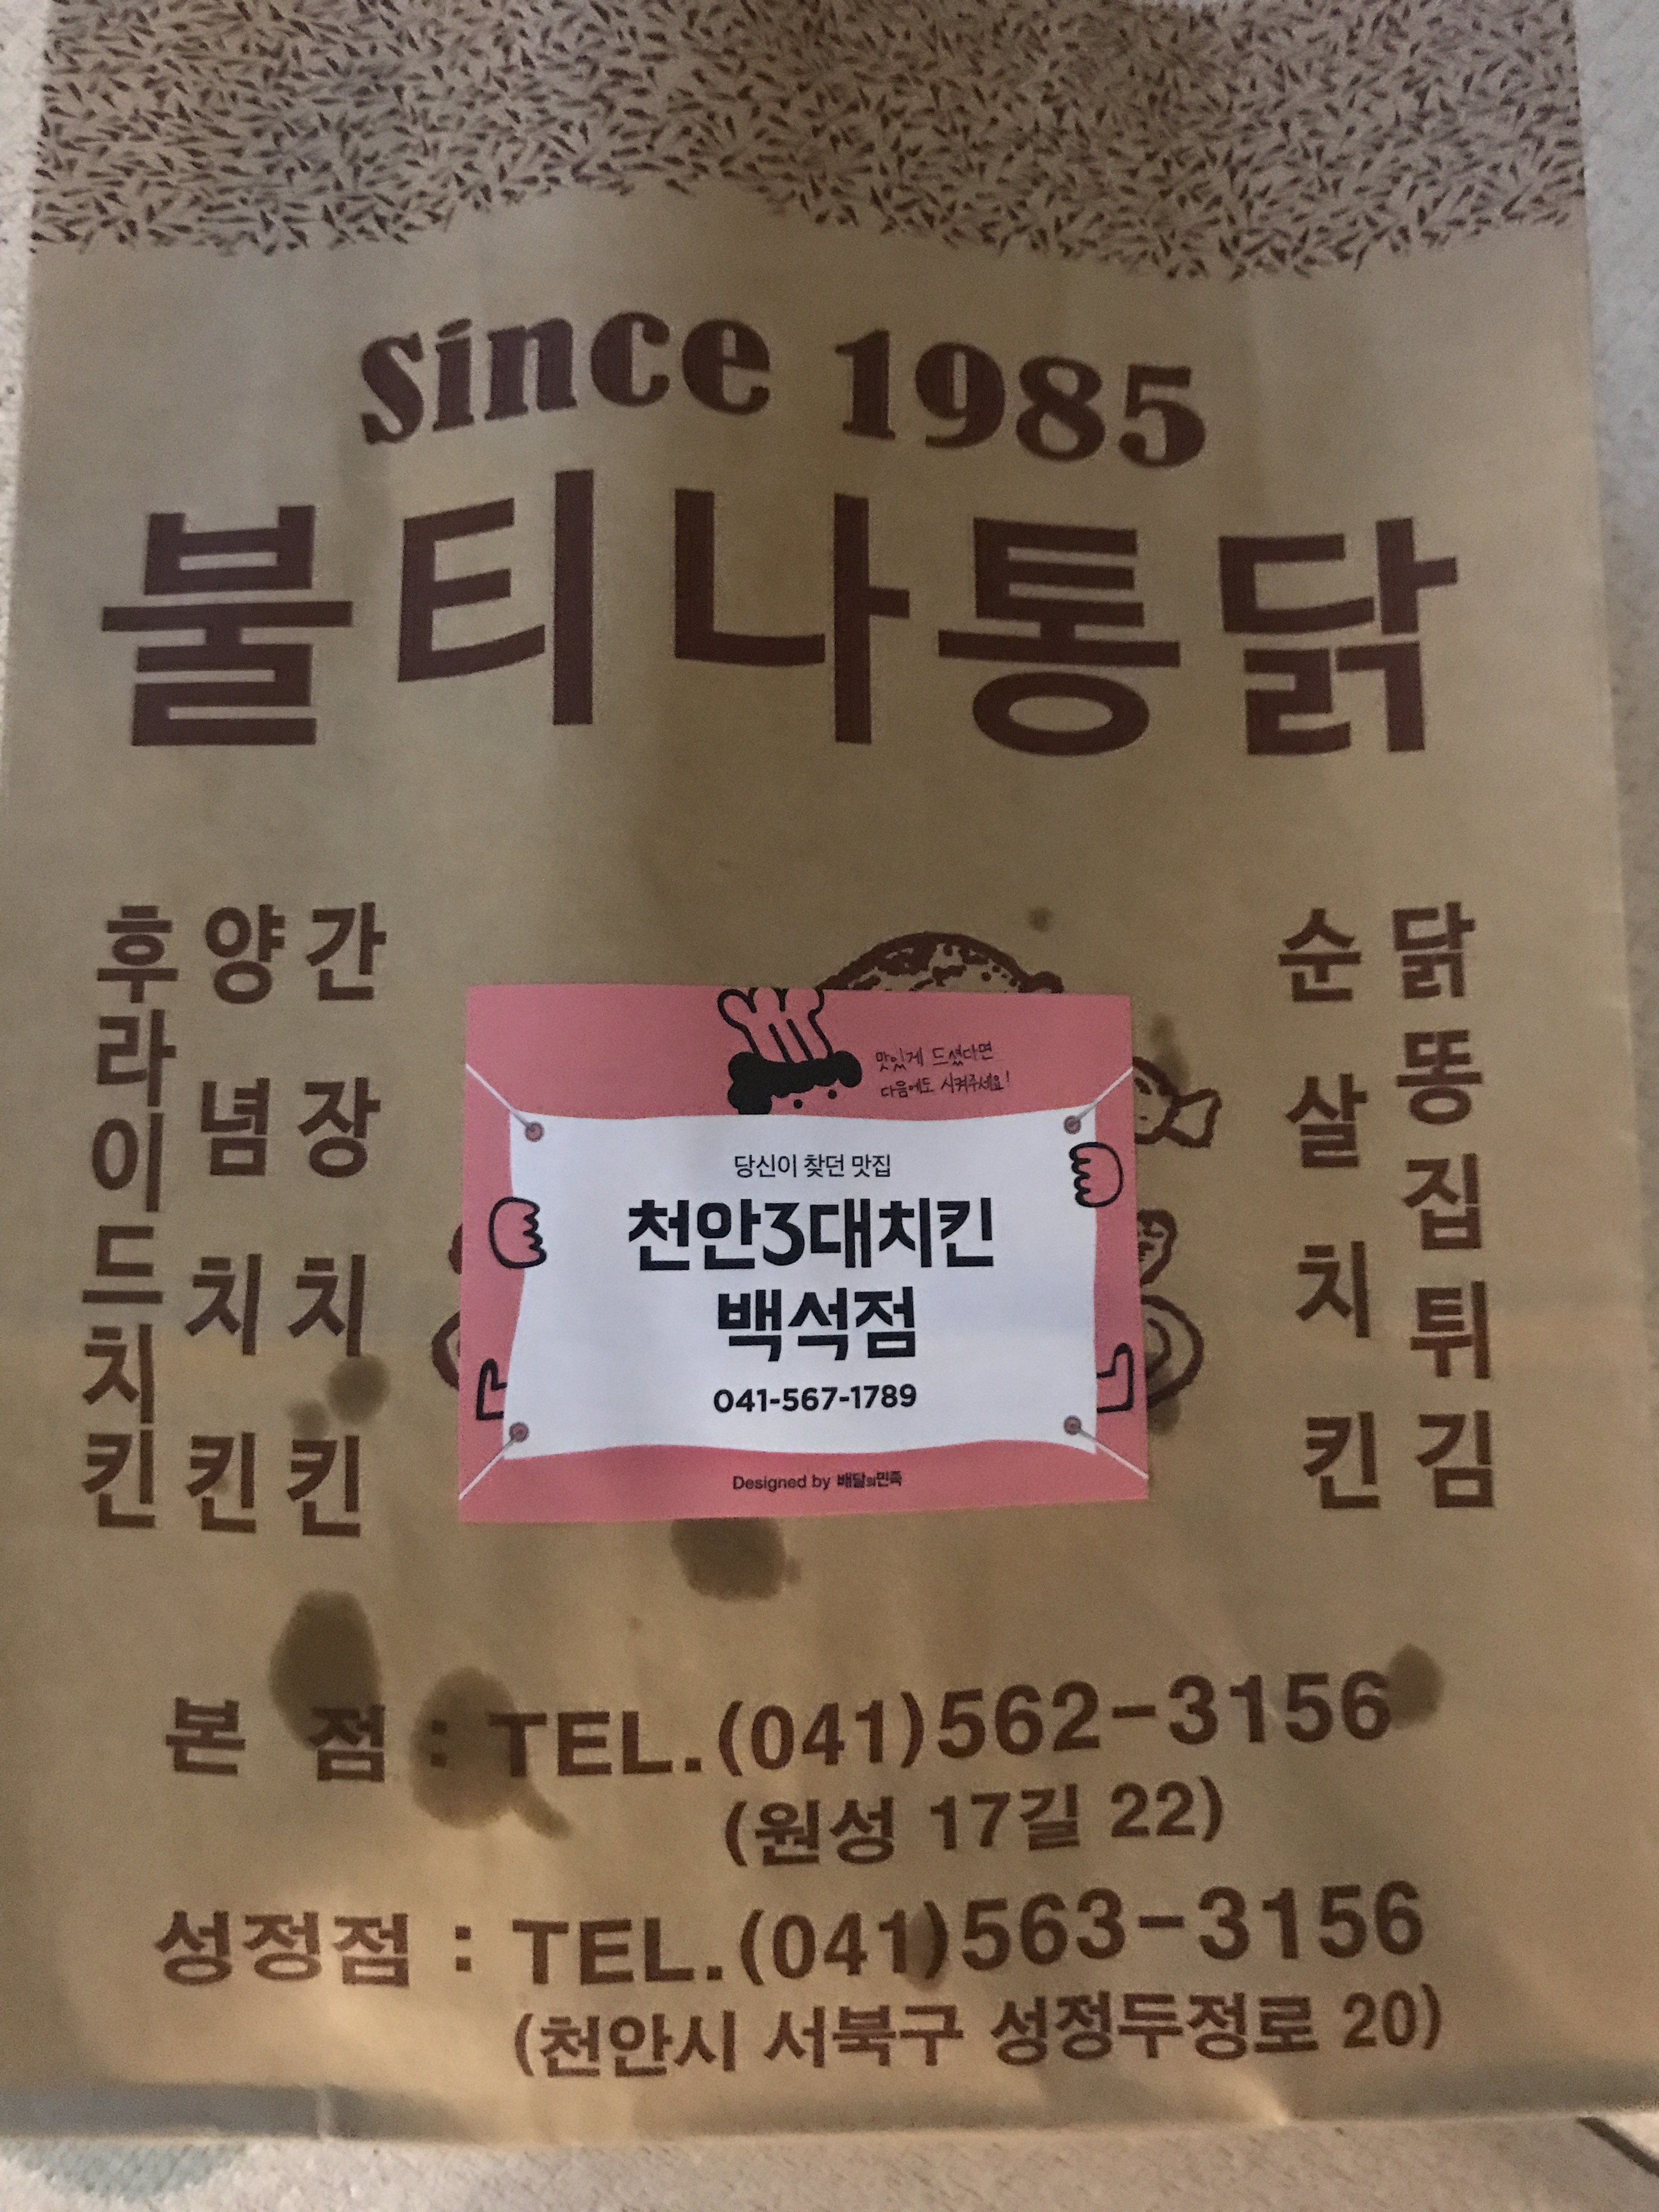 Since 1985
불티나통닭
후라이드치킨
양념치킨
간장치킨
순살치킨
닭똥집튀김
맛있게 드셨다면
다음에도 시켜주세요!
당신이 찾던 맛집
천안3대치킨
백석점
041-567-1789
Designed by 배달의민족
본 점 : TEL.(041)562-3156
(원성 17길 22)
성정점 : TEL.(041)563-3156
(천안시 서북구 성정두정로 20)